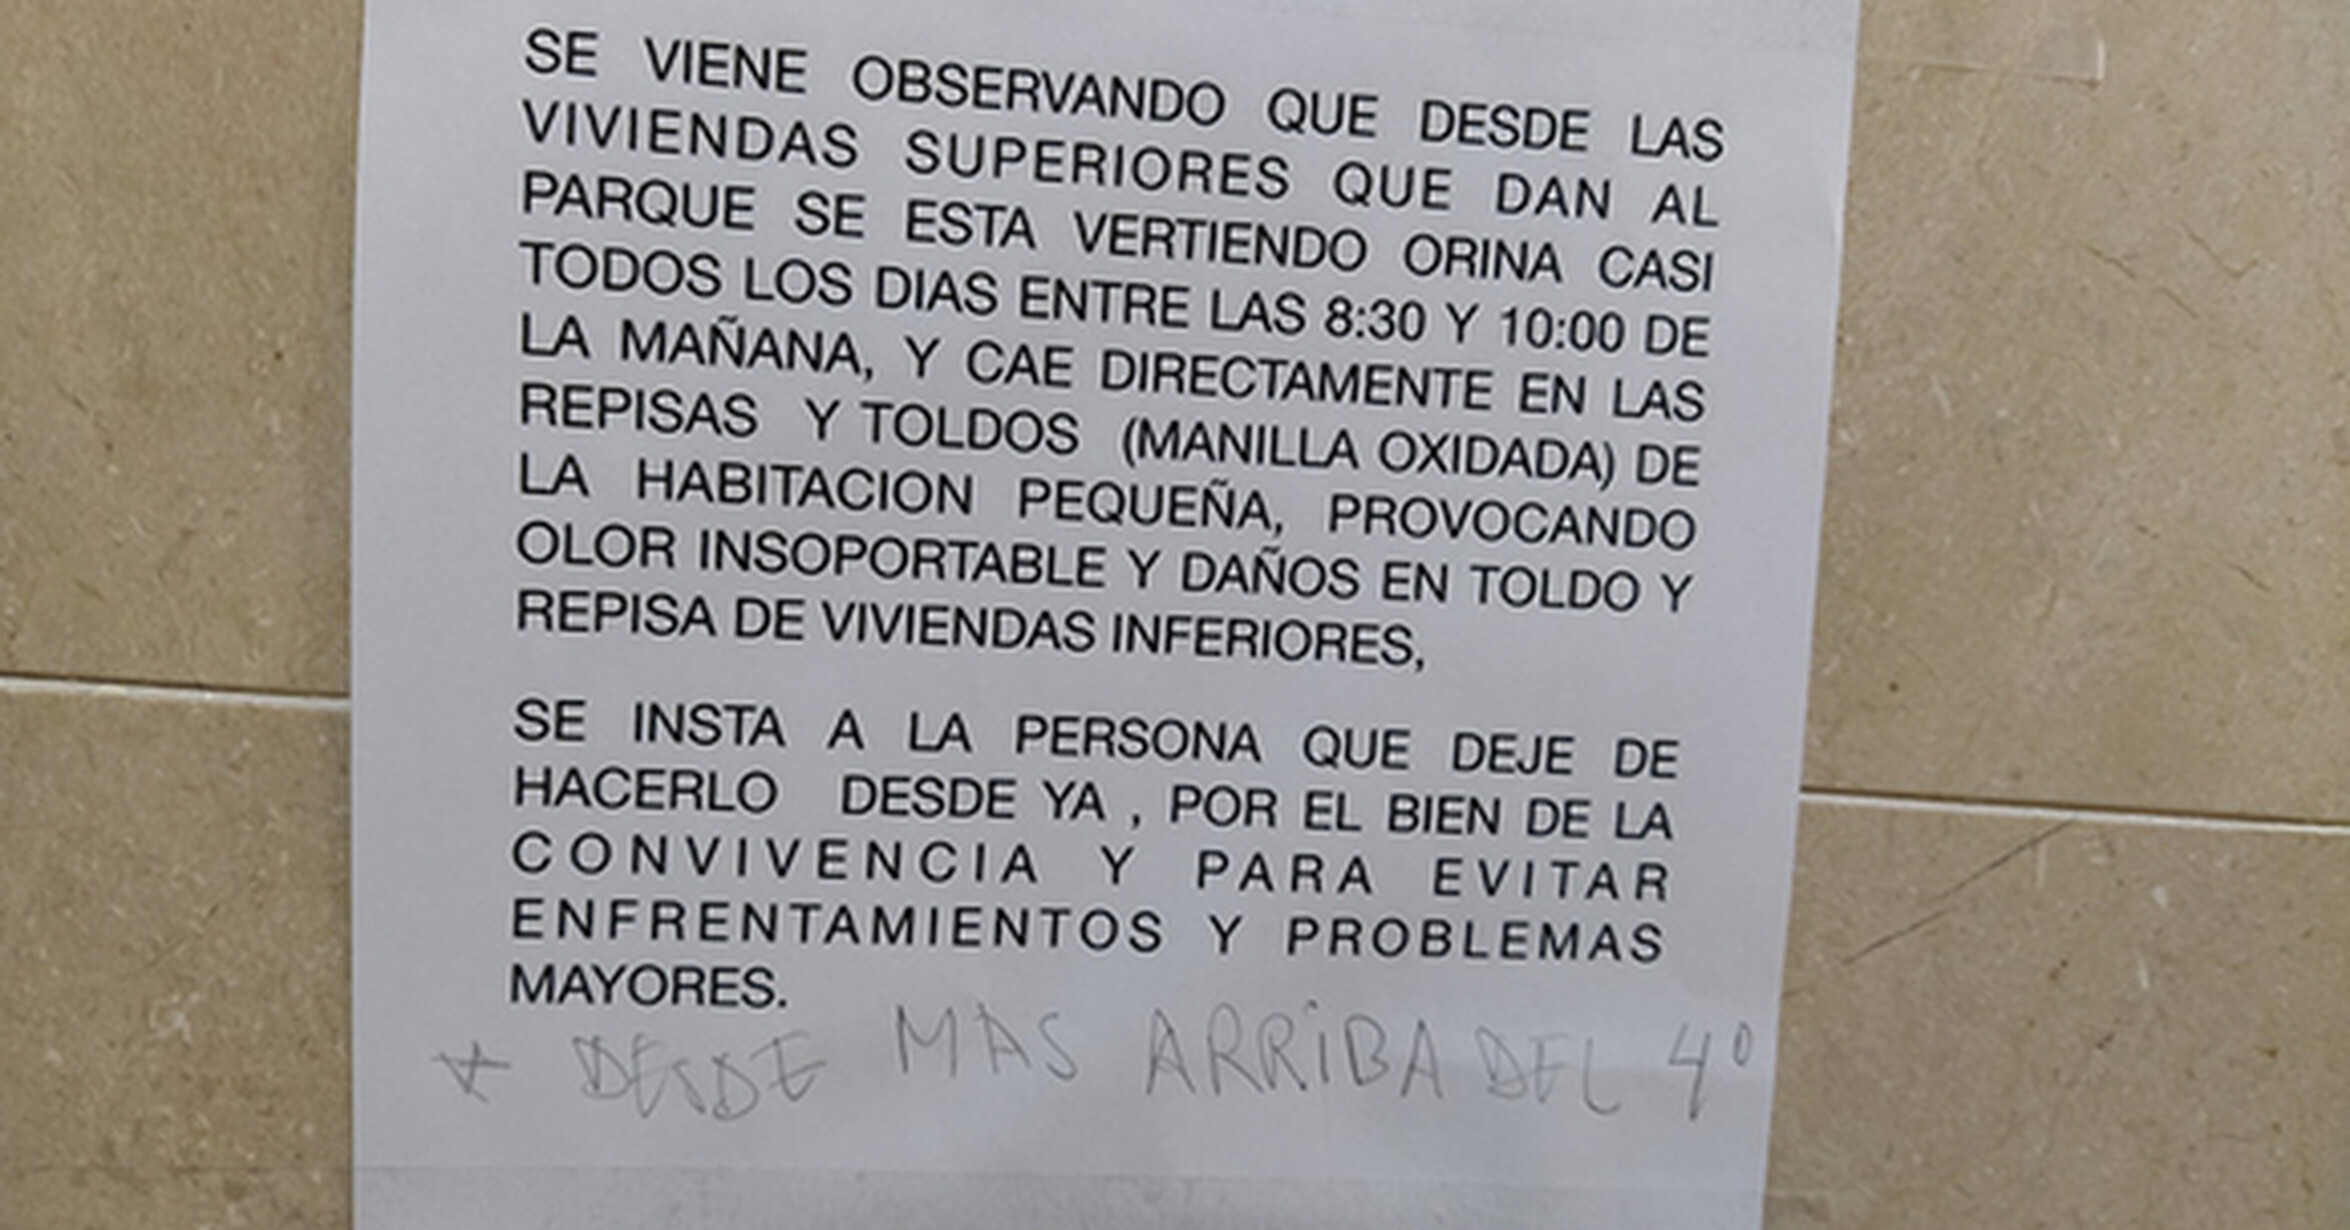 SE VIENE OBSERVANDO QUE DESDE LAS
VIVIENDAS SUPERIORES QUE DAN AL
PARQUE SE ESTA VERTIENDO ORINA CASI
TODOS LOS DIAS ENTRE LAS 8:30 Y 10:00 DE
LA MAÑANA, Y CAE DIRECTAMENTE EN LAS
REPISAS Y TOLDOS (MANILLA OXIDADA) DE
LA HABITACION PEQUEÑA, PROVOCANDO
OLOR INSOPORTABLE Y DAÑOS EN TOLDO Y
REPISA DE VIVIENDAS INFERIORES,
SE INSTA A LA PERSONA QUE DEJE DE
HACERLO DESDE YA , POR EL BIEN DE LA
CONVIVENCIA Y PARA EVITAR
ENFRENTAMIENTOS Y PROBLEMAS
MAYORES.
* DESDE MAS ARRiBA DEL 4º